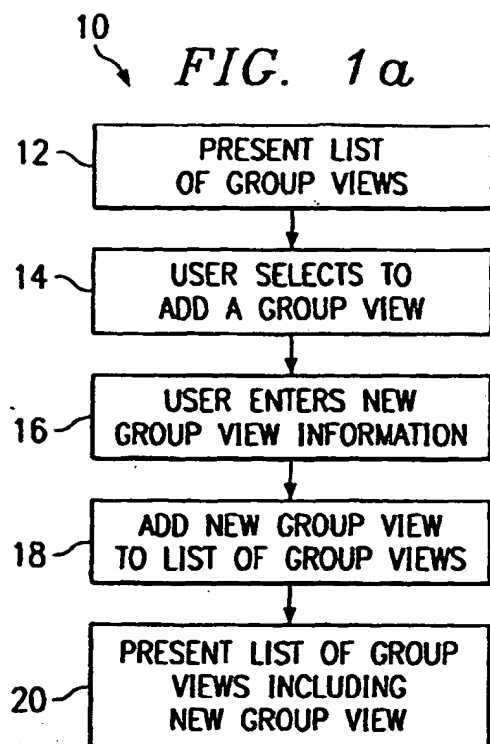 10
FIG. 1a
12
PRESENT LIST
OF GROUP VIEWS
14
USER SELECTS TO
ADD A GROUP VIEW
16
USER ENTERS NEW
GROUP VIEW INFORMATION
18
ADD NEW GROUP VIEW
TO LIST OF GROUP VIEWS
20
PRESENT LIST OF GROUP
VIEWS INCLUDING
NEW GROUP VIEW